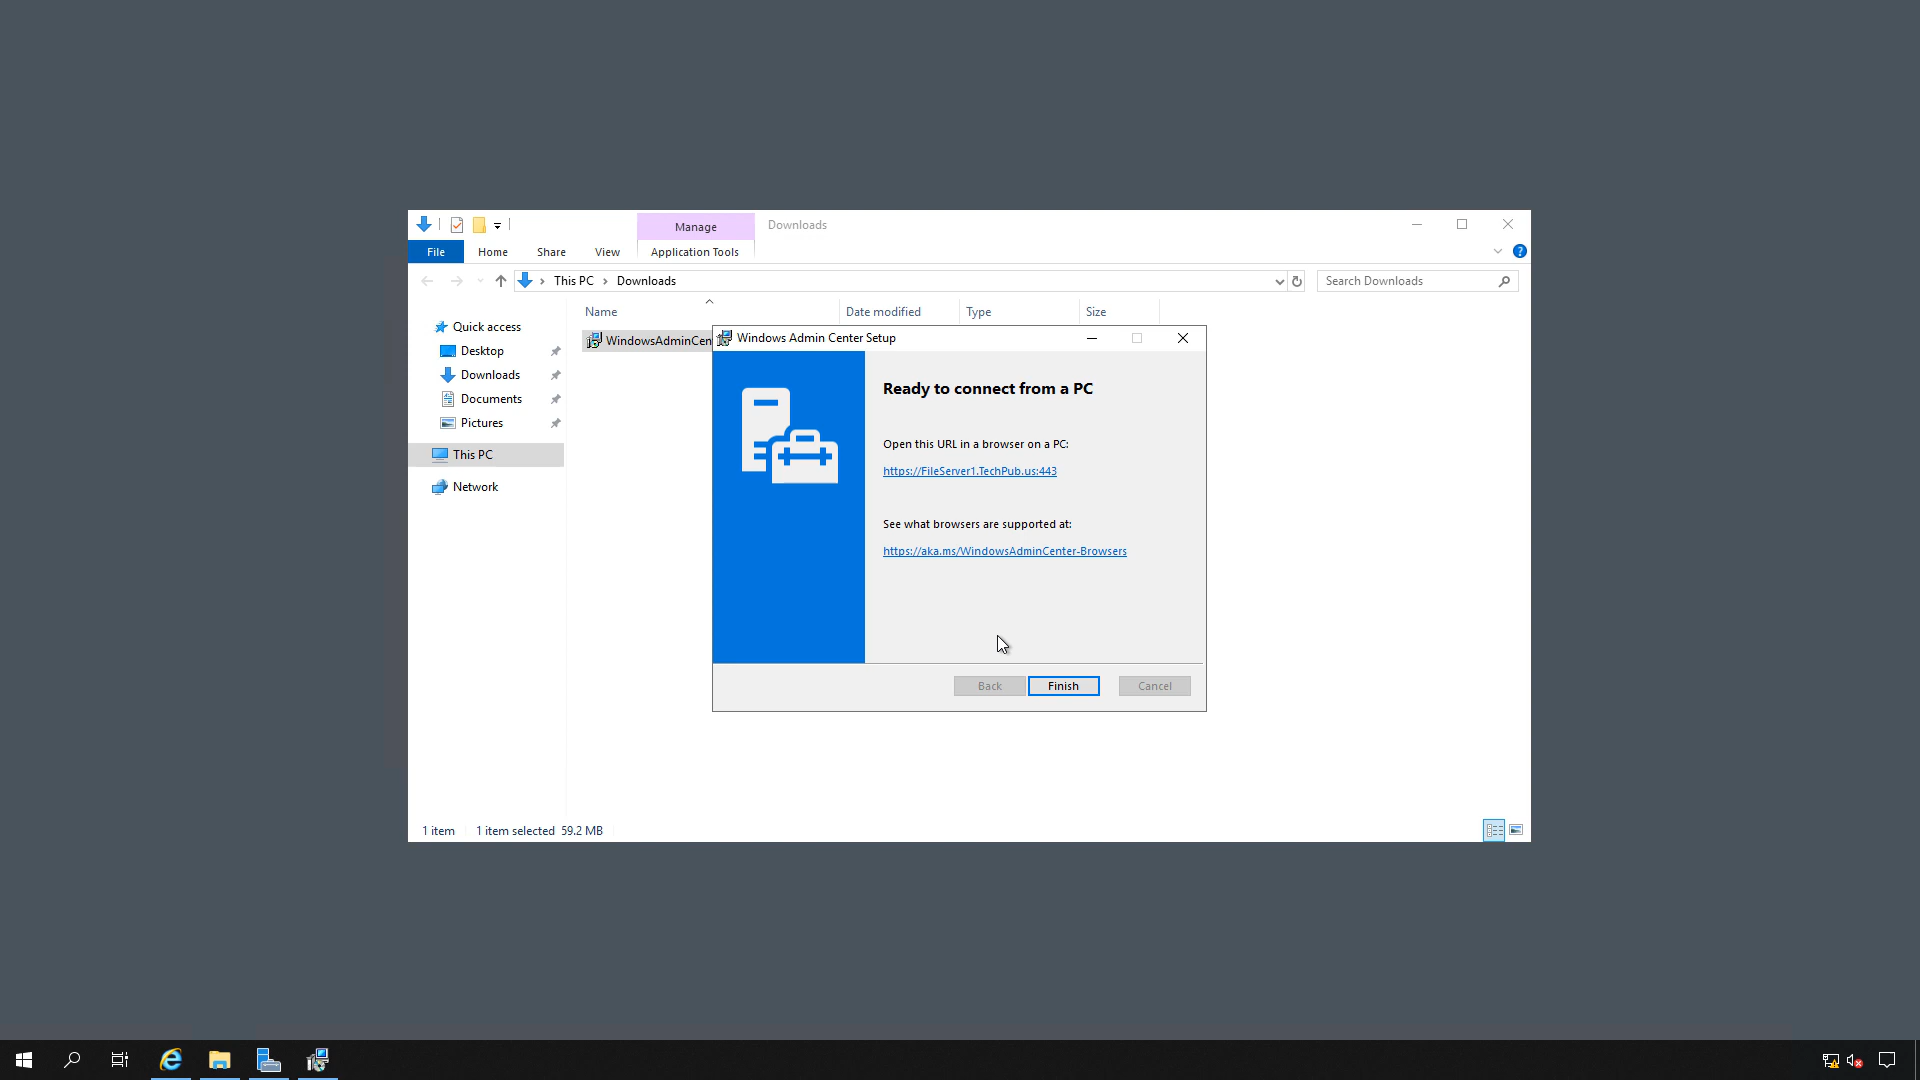 Manage
Downloads
File
Home
Share
View
Application Tools
This PC
Downloads
Search Downloads
Name
Date modified
Type
Size
Quick access
Desktop
Downloads
Documents
Pictures
This PC
Network
WindowsAdminCen
Windows Admin Center Setup
Ready to connect from a PC
Open this URL in a browser on a PC:
https://FileServer1.TechPub.us:443
See what browsers are supported at:
https://aka.ms/WindowsAdminCenter-Browsers
Back
Finish
Cancel
1 item
1 item selected 59.2 MB